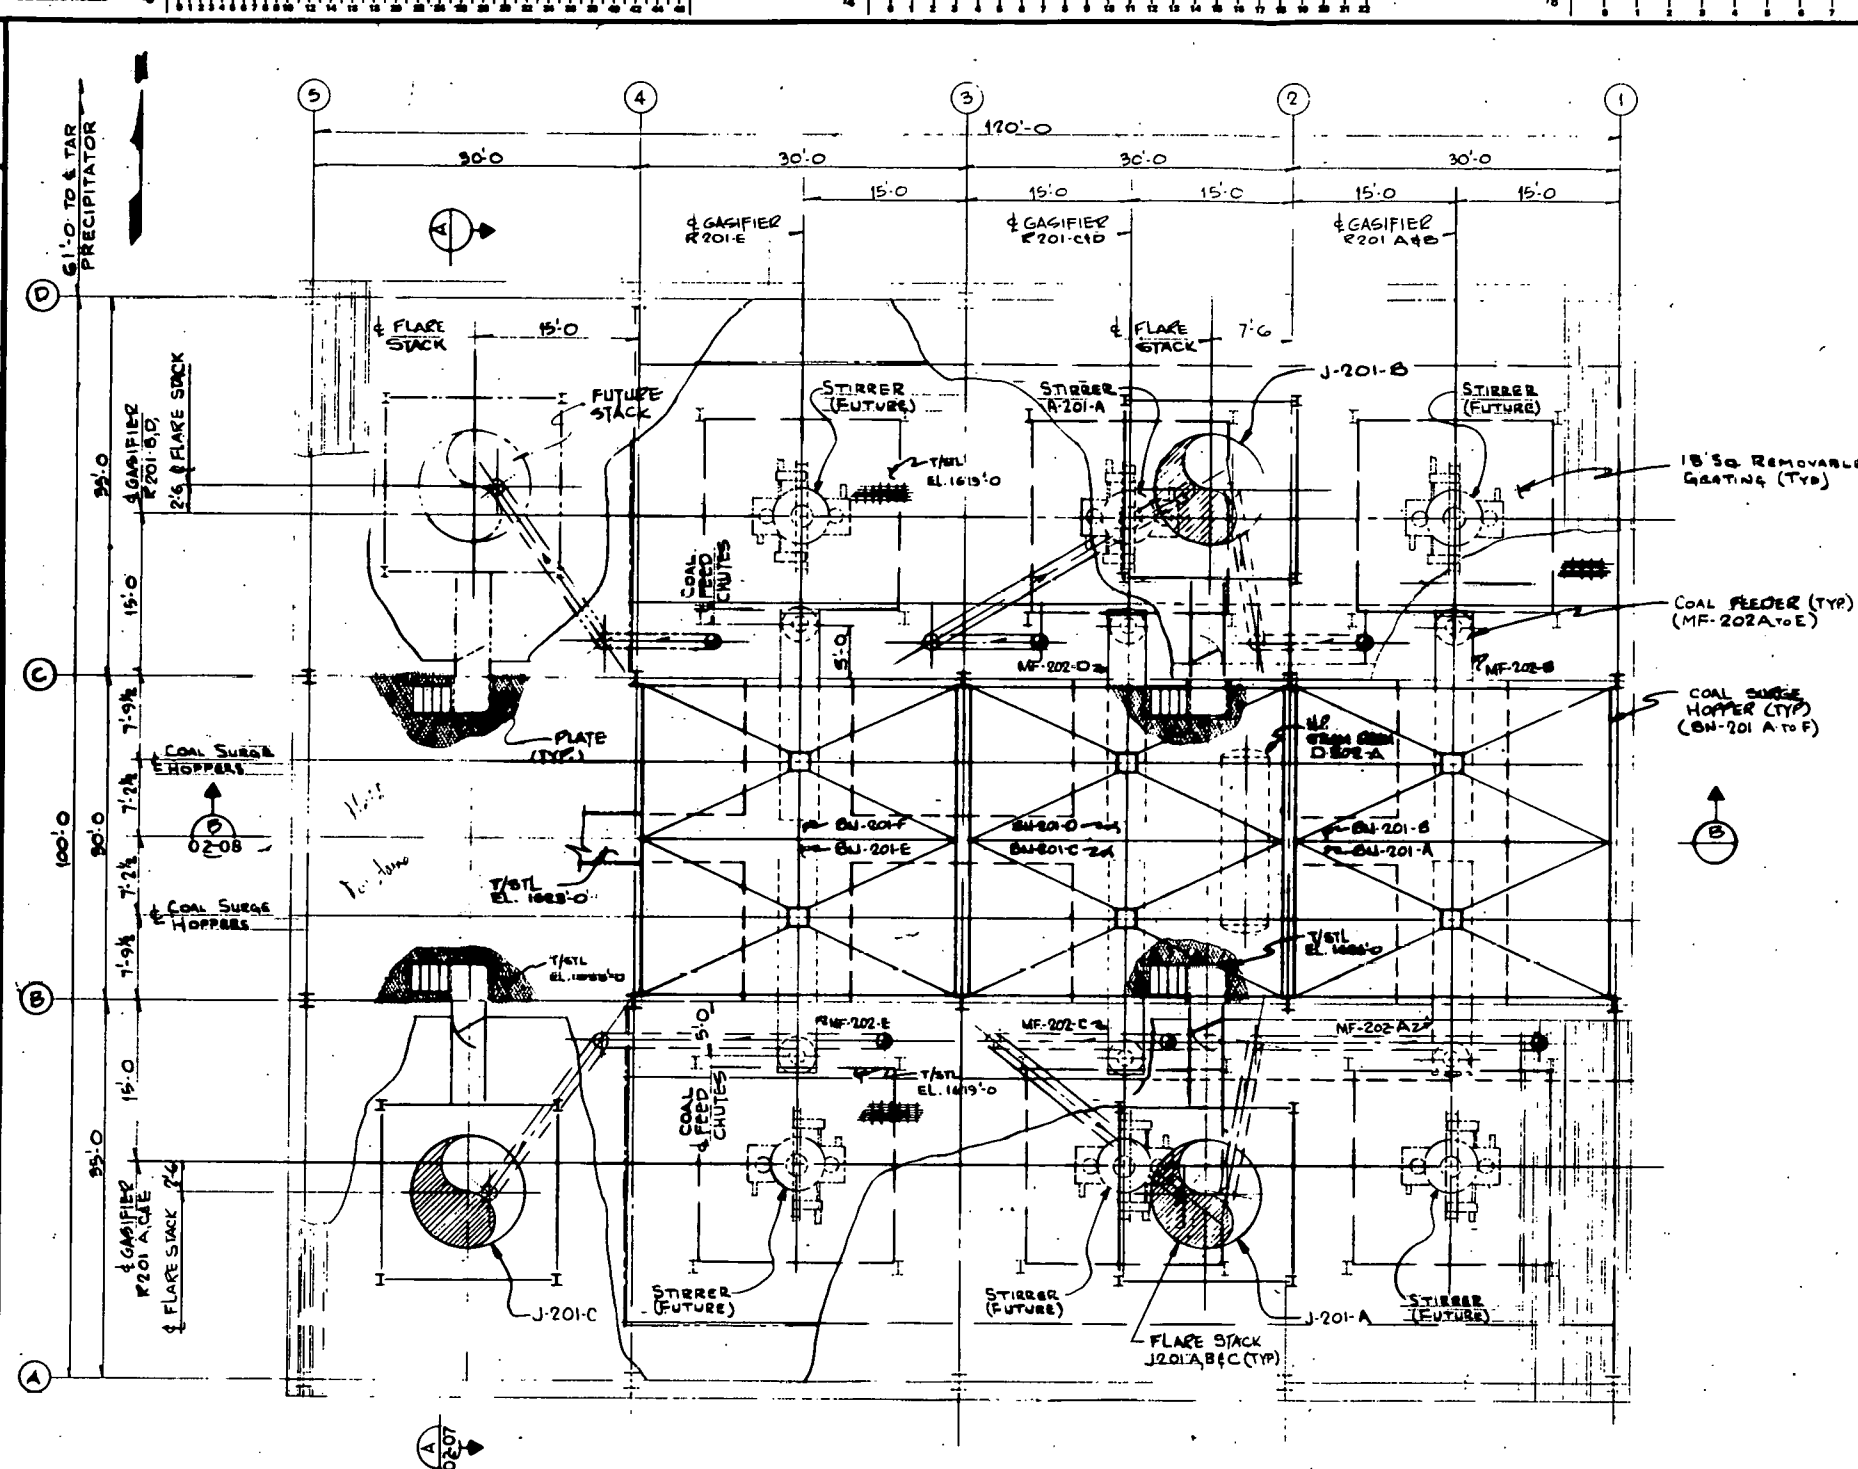 5
4
3
2
1
120'-0
30'-0
30'-0
30'-0
30'-0
15'-0
15'-0
15'-0
15'-0
15'-0
61'-0 TO ℄ TAR
PRECIPITATOR
A
℄ GASIFIER
R201-E
℄ GASIFIER
R201-C&D
℄ GASIFIER
R201 A&B
D
℄ FLARE
STACK
15'-0
℄ FLARE
STACK
7'-6
J-201-B
FUTURE
STACK
STIRRER
(FUTURE)
STIRRER
A-201-A
STIRRER
(FUTURE)
℄ GASIFIER
R201-B,D,
2'6 ℄ FLARE STACK
35'-0
T/STL
EL. 1619'-0
18" SQ REMOVABLE
GRATING (TYP)
15'-0
COAL
FEED
CHUTES
5'-0
COAL FEEDER (TYP)
(MF-202 A TO E)
MF-202-D
MF-202-B
C
COAL SURGE
HOPPER (TYP)
(BN-201 A TO F)
PLATE
(TYP.)
7'-9½
℄ COAL SURGE
HOPPERS
7'-2½
B
02-08
100'-0
30'-0
BN-201-F
BN-201-E
BN-201-D
BN-201-C
BN-201-B
BN-201-A
B
7'-2½
T/STL
℄ COAL SURGE
HOPPERS
7'-9½
T/STL
T/STL
B
5'-0
MF-202-E
MF-202-C
MF-202-A
15'-0
COAL
FEED
CHUTES
T/STL
EL. 1619'-0
35'-0
℄ GASIFIER
R201 A,C&E
℄ FLARE STACK 2'6
STIRRER
(FUTURE)
STIRRER
(FUTURE)
STIRRER
(FUTURE)
J-201-C
J-201-A
FLARE STACK
J201 A,B&C (TYP)
A
A
02-07